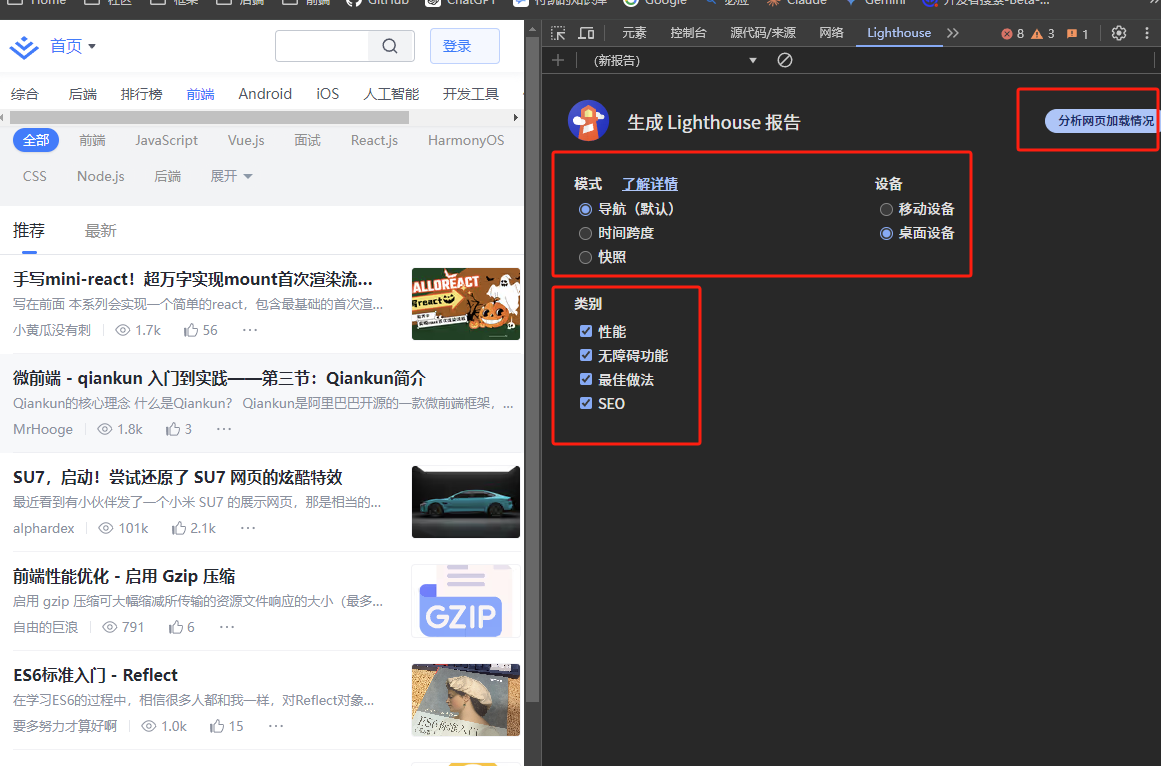 Home
社区
框架
后端
前端
GitHub
ChatGPT
Google
必应
Claude
Gemini
开发者搜索-Beta-...
首页
登录
综合 后端 排行榜 前端 Android iOS 人工智能 开发工具
全部 前端 JavaScript Vue.js 面试 React.js HarmonyOS
CSS Node.js 后端 展开
推荐 最新
手写mini-react！超万字实现mount首次渲染流...
写在前面 本系列会实现一个简单的react，包含最基础的首次渲...
小黄瓜没有刺 1.7k 56 ...
ALLOREACT
写react
微前端 - qiankun 入门到实践——第三节：Qiankun简介
Qiankun的核心理念 什么是Qiankun? Qiankun是阿里巴巴开源的一款微前端框架，...
MrHooge 1.8k 3 ...
SU7，启动！尝试还原了 SU7 网页的炫酷特效
最近看到有小伙伴发了一个小米 SU7 的展示网页，那是相当的...
alphardex 101k 2.1k ...
前端性能优化 - 启用 Gzip 压缩
启用 gzip 压缩可大幅缩减所传输的资源文件响应的大小（最多...
自由的巨浪 791 6 ...
GZIP
ES6标准入门 - Reflect
在学习ES6的过程中，相信很多人都和我一样，对Reflect对象...
要多努力才算好啊 1.0k 15 ...
ES6标准入门
元素 控制台 源代码/来源 网络 Lighthouse 8 3 1
(新报告)
生成 Lighthouse 报告
分析网页加载情况
模式 了解详情
导航（默认）
时间跨度
快照
设备
移动设备
桌面设备
类别
性能
无障碍功能
最佳做法
SEO